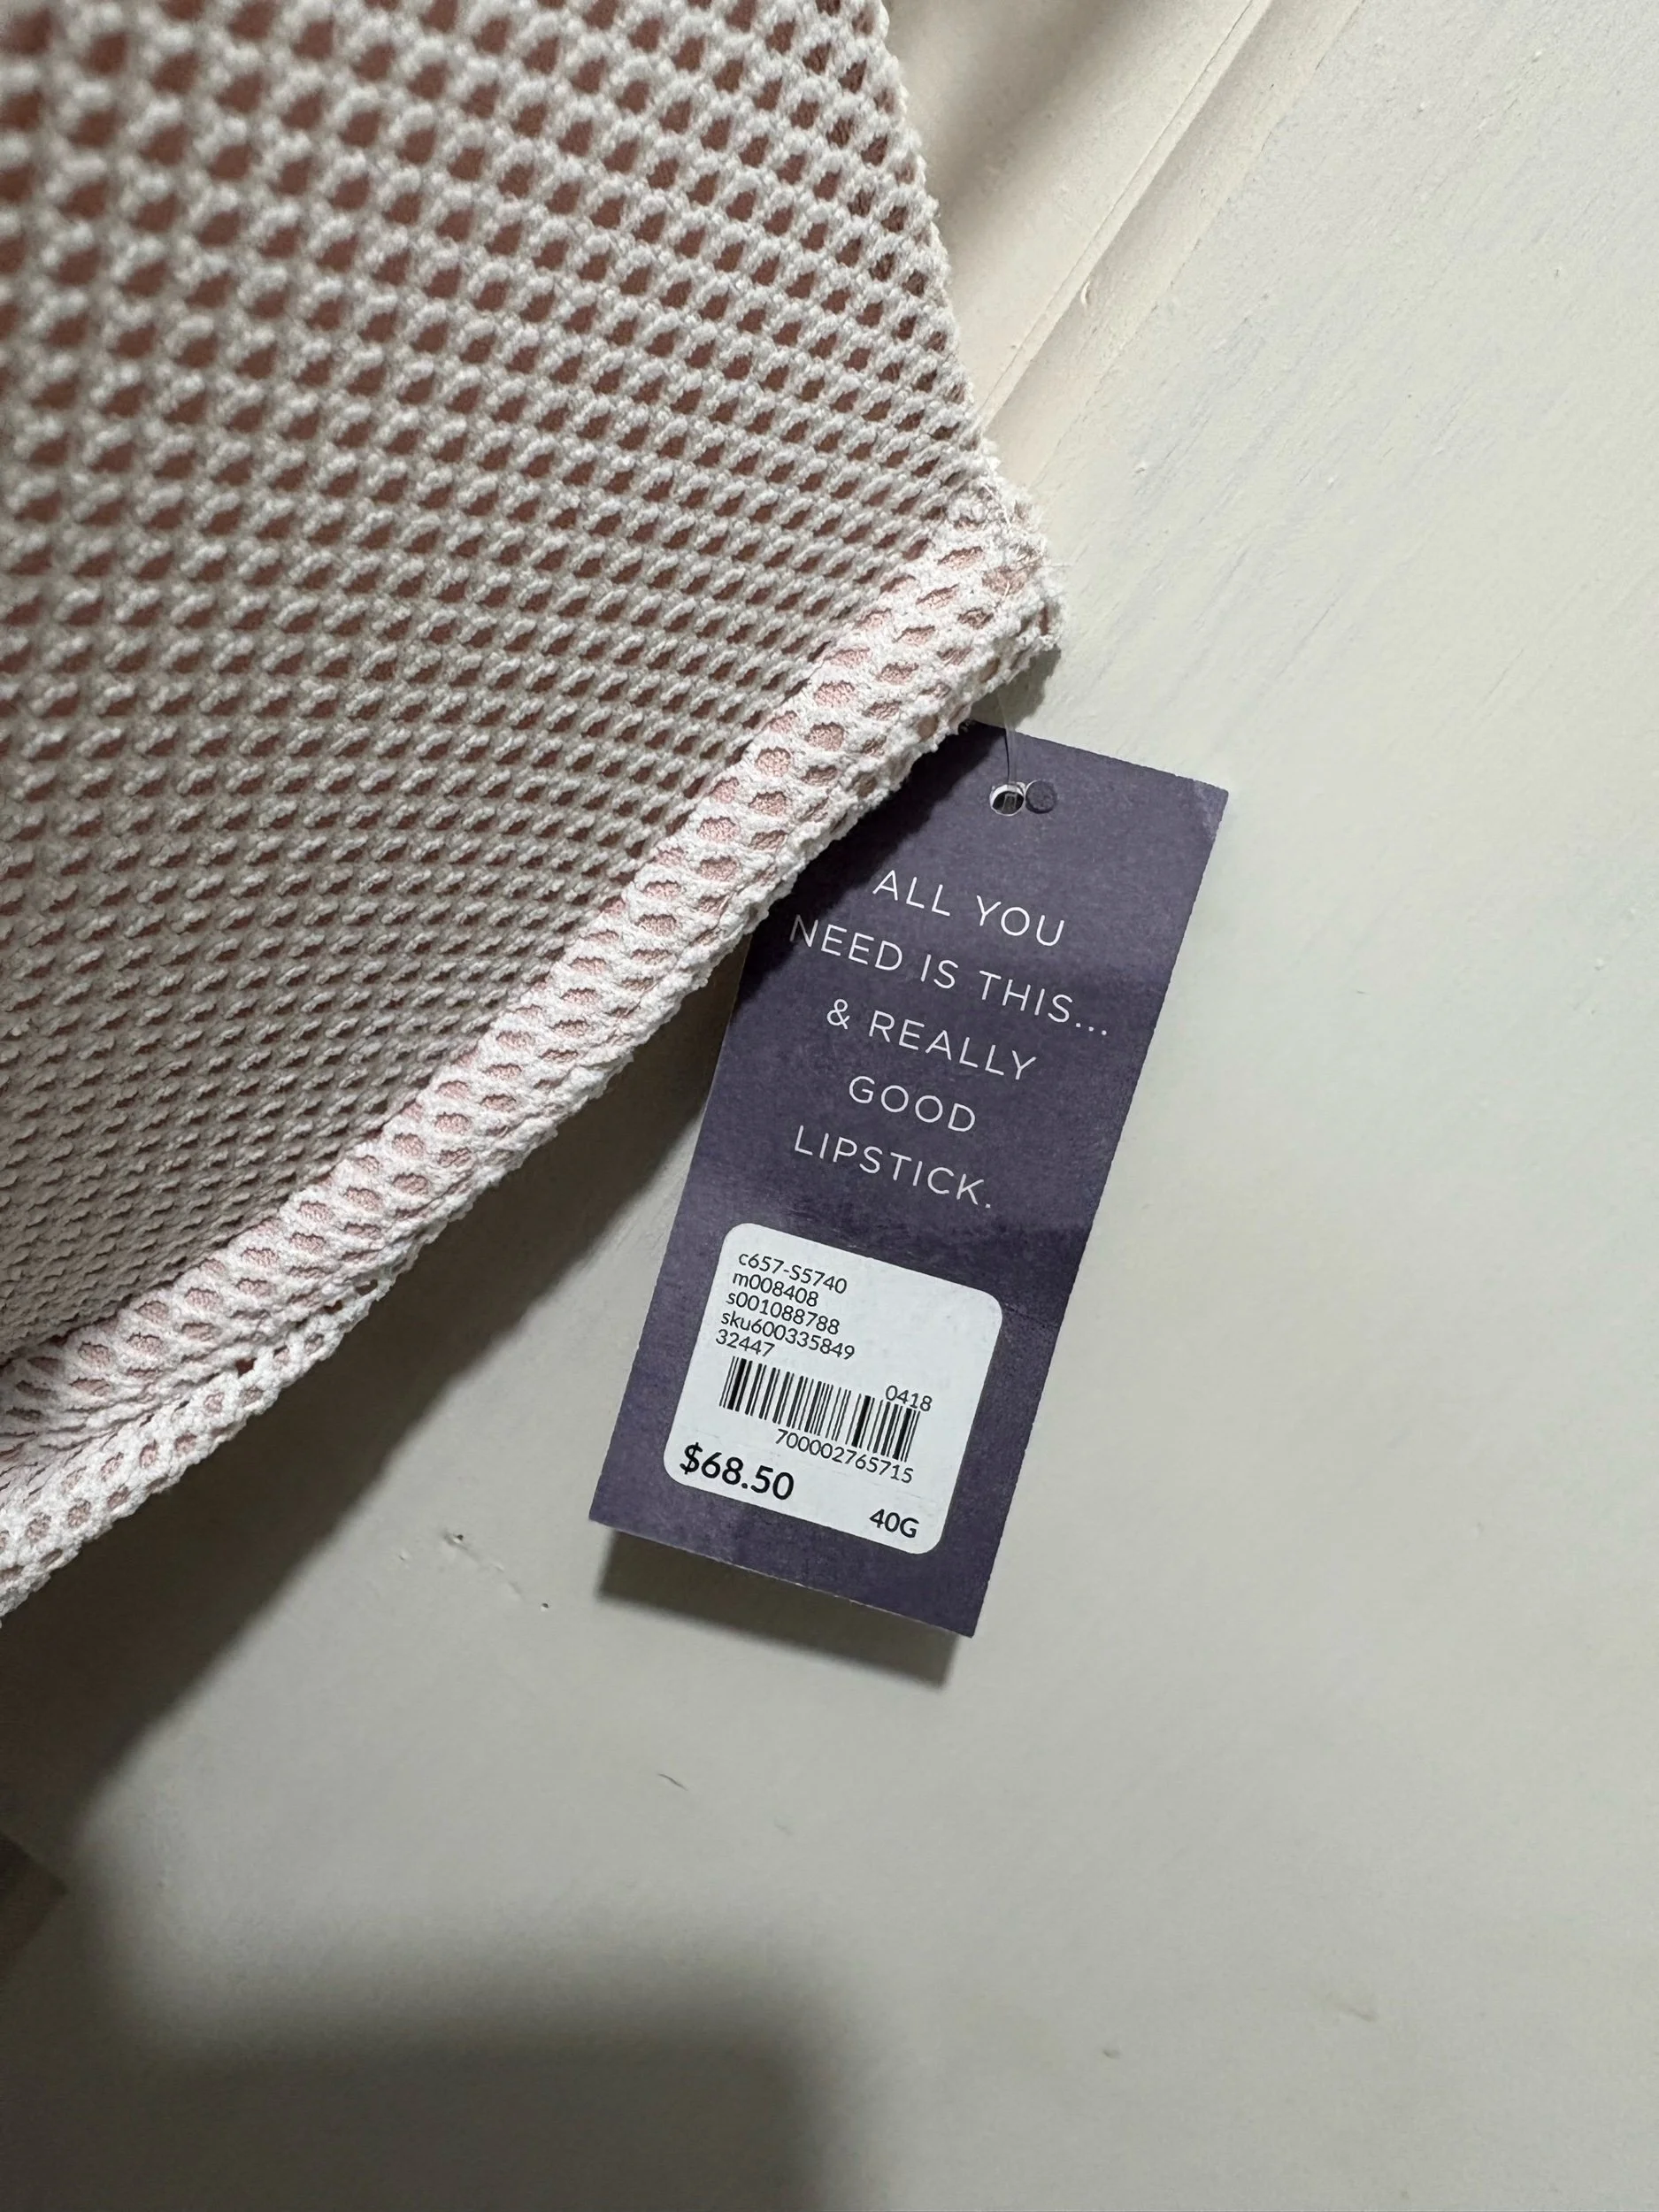 ALL YOU
NEED IS THIS...
& REALLY
GOOD
LIPSTICK.
c657-S5740
m008408
s001088788
sku600335849
32447
0418
700002765715
$68.50
40G